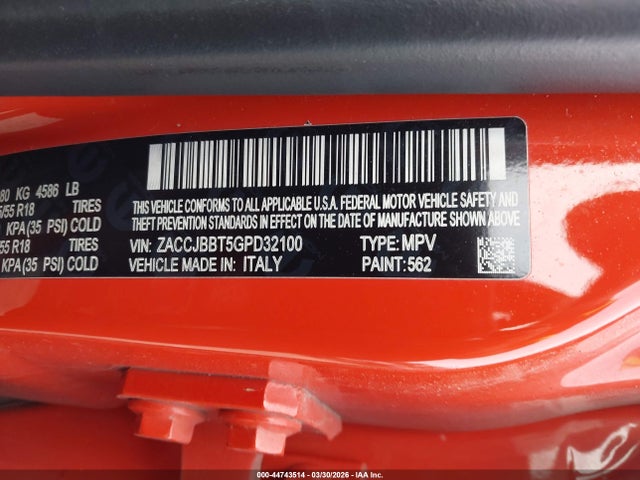 80 KG 4586 LB
/55 R18 TIRES
KPA(35 PSI) COLD
55 R18 TIRES
KPA(35 PSI) COLD
THIS VEHICLE CONFORMS TO ALL APPLICABLE U.S.A. FEDERAL MOTOR VEHICLE SAFETY AND
THEFT PREVENTION STANDARDS IN EFFECT ON THE DATE OF MANUFACTURE SHOWN ABOVE.
VIN: ZACCJBBT5GPD32100 TYPE: MPV
VEHICLE MADE IN: ITALY PAINT: 562
000-44743514 | 03/30/2026 - IAA Inc.